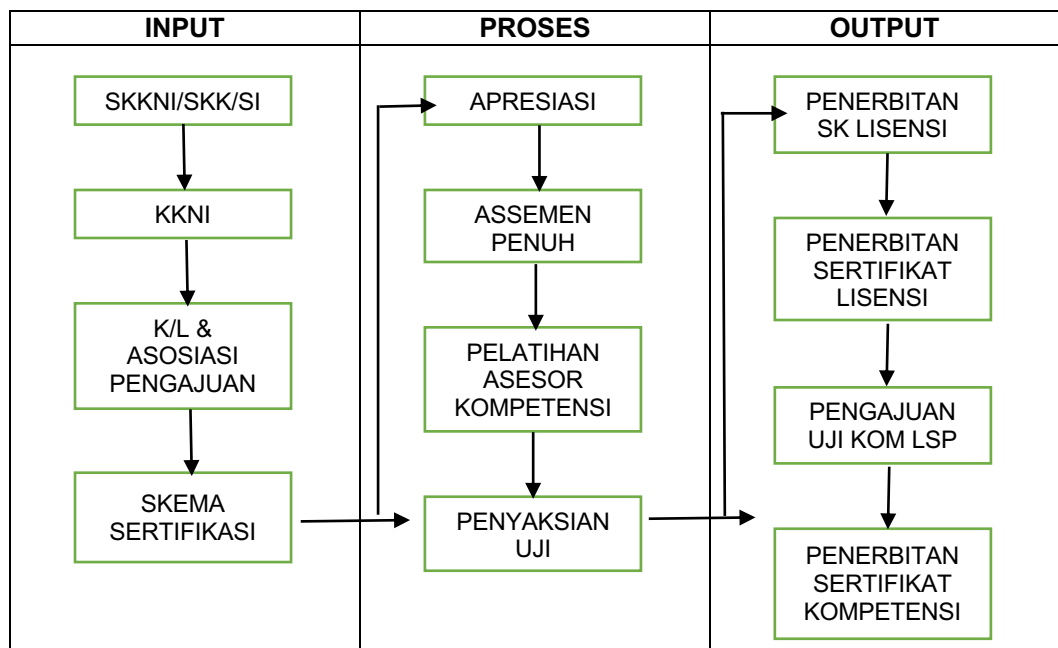 INPUT
PROSES
OUTPUT
SKKNI/SKK/SI
KKNI
K/L &
ASOSIASI
PENGAJUAN
SKEMA
SERTIFIKASI
APRESIASI
ASSEMEN
PENUH
PELATIHAN
ASESOR
KOMPETENSI
PENYAKSIAN
UJI
PENERBITAN
SK LISENSI
PENERBITAN
SERTIFIKAT
LISENSI
PENGAJUAN
UJI KOM LSP
PENERBITAN
SERTIFIKAT
KOMPETENSI